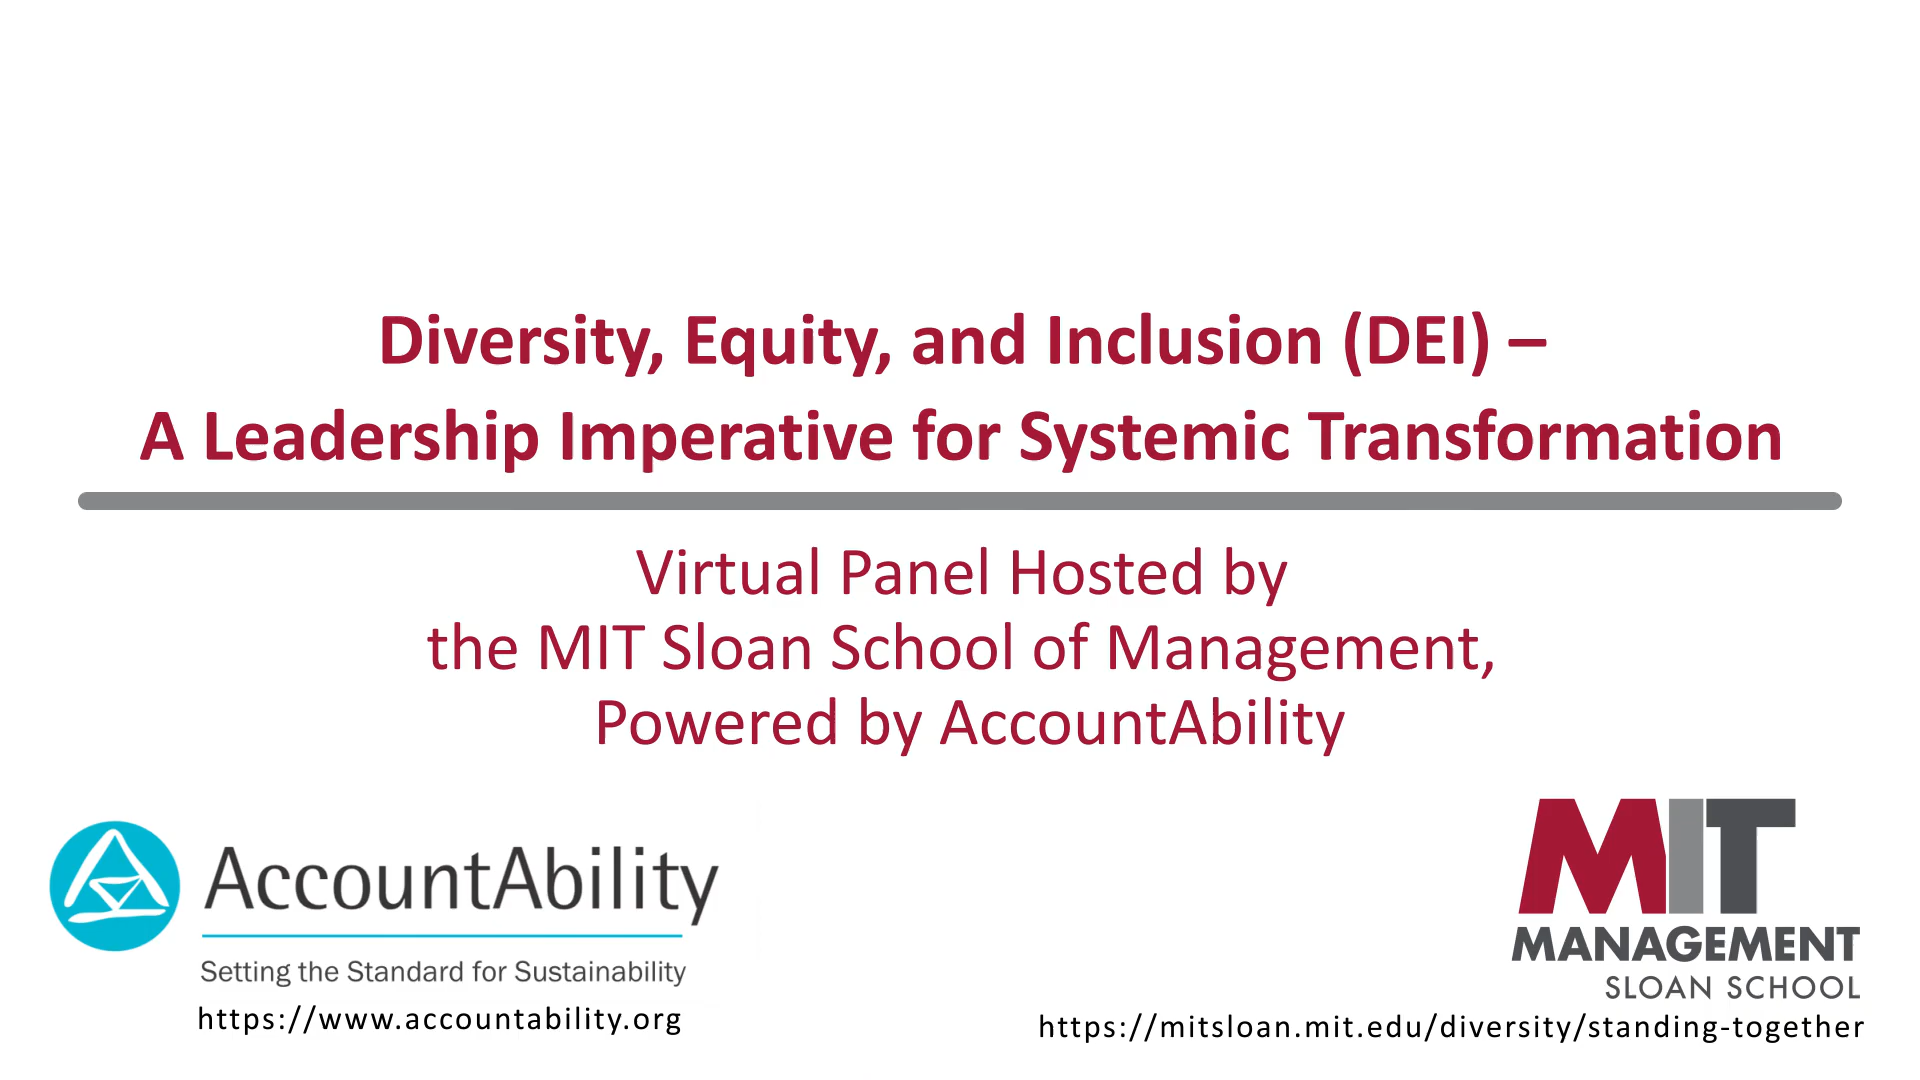 Diversity, Equity, and Inclusion (DEI) –
A Leadership Imperative for Systemic Transformation
Virtual Panel Hosted by
the MIT Sloan School of Management,
Powered by AccountAbility
AccountAbility
Setting the Standard for Sustainability
https://www.accountability.org
MIT
MANAGEMENT
SLOAN SCHOOL
https://mitsloan.mit.edu/diversity/standing-together